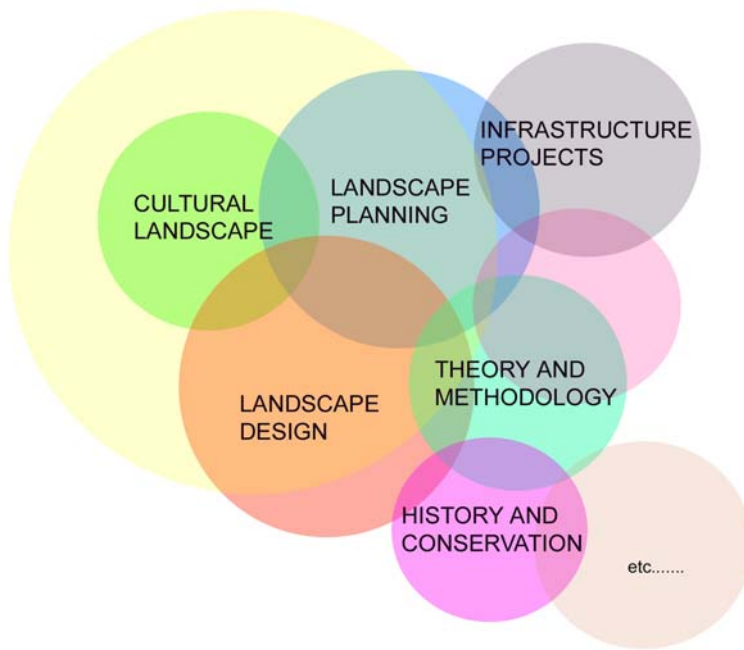 INFRASTRUCTURE
PROJECTS
CULTURAL
LANDSCAPE
LANDSCAPE
PLANNING
THEORY AND
METHODOLOGY
LANDSCAPE
DESIGN
HISTORY AND
CONSERVATION
etc.......